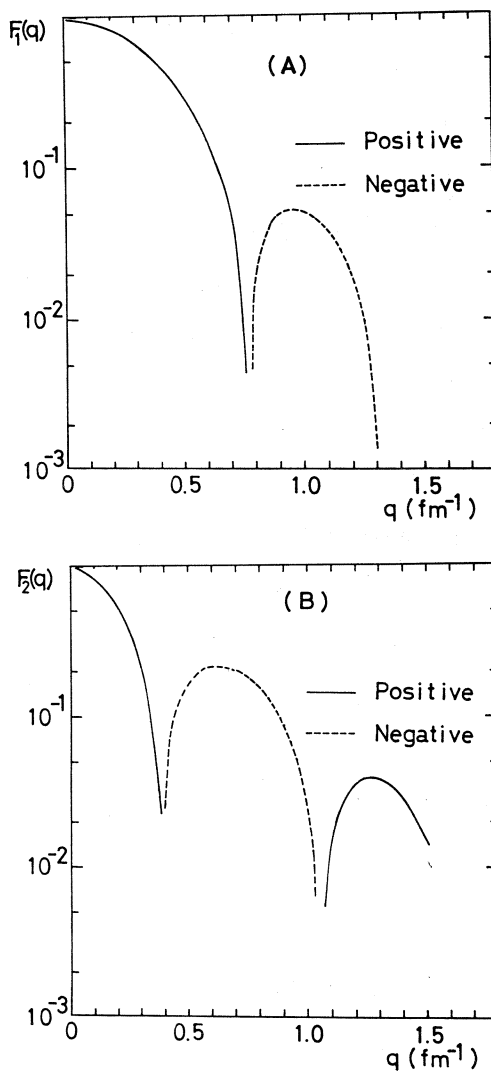 F₁(q)
(A)
Positive
Negative
10⁻¹
10⁻²
10⁻³
0 0.5 1.0 1.5
q (fm⁻¹)
F₂(q)
(B)
Positive
Negative
10⁻¹
10⁻²
10⁻³
0 0.5 1.0 1.5
q (fm⁻¹)